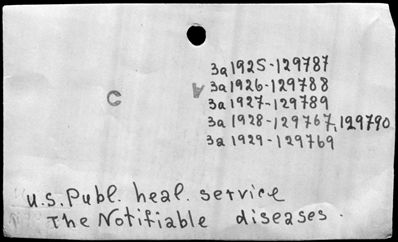 3a1925-129787
C
V 3a1926-129788
3a1927-129789
3a1928-129767, 129790
3a1929-129769
U.S. Publ. heal. service
The Notifiable diseases.